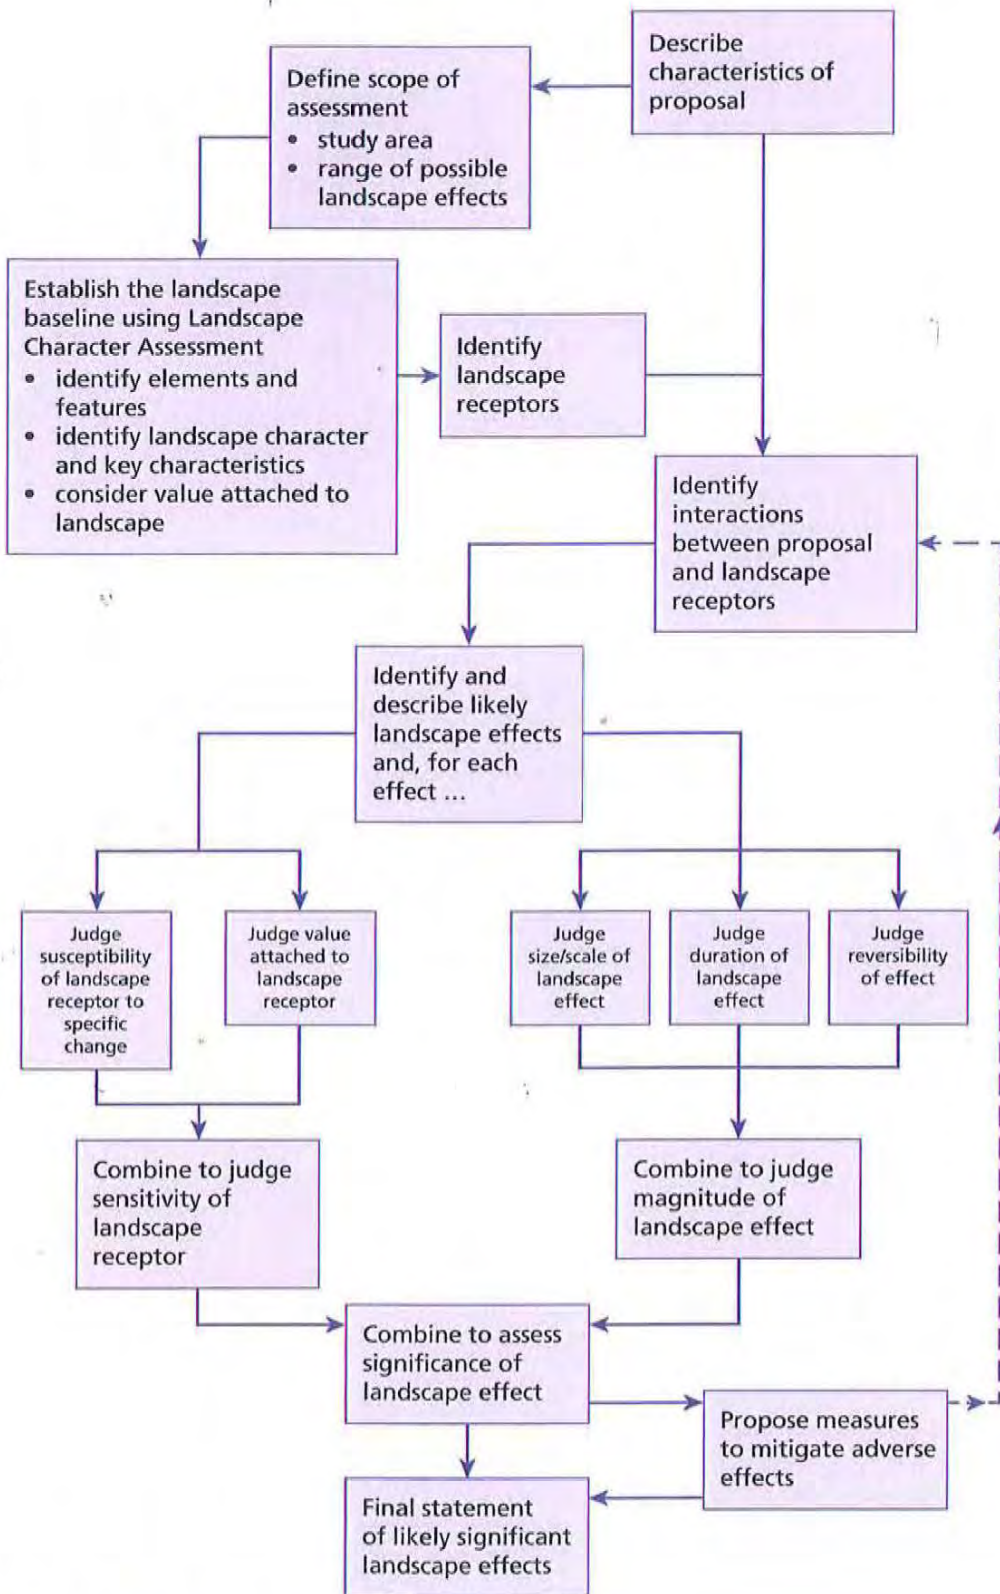 Describe
characteristics of
proposal
Define scope of
assessment
• study area
• range of possible
landscape effects
Establish the landscape
baseline using Landscape
Character Assessment
• identify elements and
features
• identify landscape character
and key characteristics
• consider value attached to
landscape
Identify
landscape
receptors
Identify
interactions
between proposal
and landscape
receptors
Identify and
describe likely
landscape effects
and, for each
effect ...
Judge
susceptibility
of landscape
receptor to
specific
change
Judge value
attached to
landscape
receptor
Judge
size/scale of
landscape
effect
Judge
duration of
landscape
effect
Judge
reversibility
of effect
Combine to judge
sensitivity of
landscape
receptor
Combine to judge
magnitude of
landscape effect
Combine to assess
significance of
landscape effect
Propose measures
to mitigate adverse
effects
Final statement
of likely significant
landscape effects